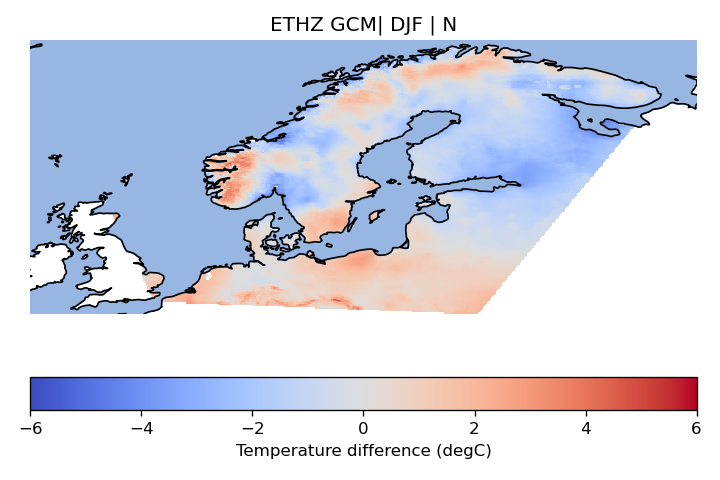 ETHZ GCM| DJF | N
−6 −4 −2 0 2 4 6
Temperature difference (degC)